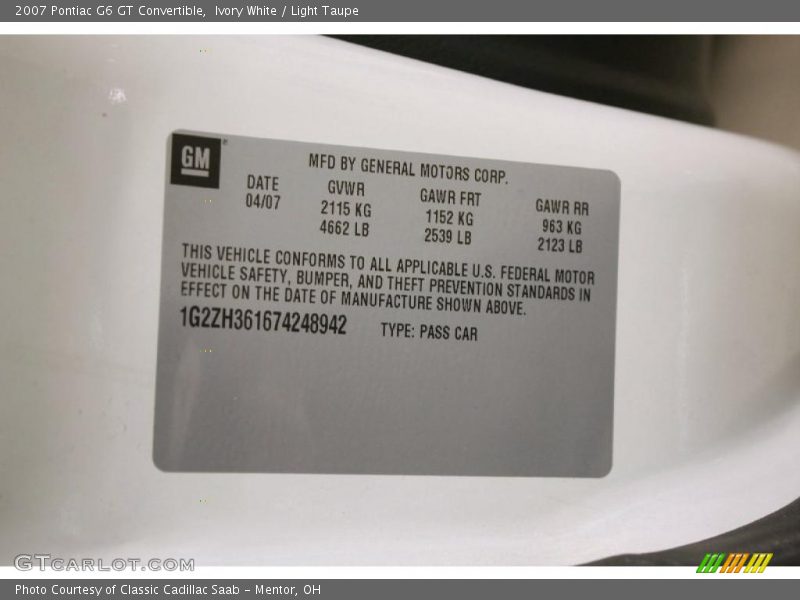 2007 Pontiac G6 GT Convertible, Ivory White / Light Taupe
GM
MFD BY GENERAL MOTORS CORP.
DATE GVWR GAWR FRT GAWR RR
04/07 2115 KG 1152 KG 963 KG
4662 LB 2539 LB 2123 LB
THIS VEHICLE CONFORMS TO ALL APPLICABLE U.S. FEDERAL MOTOR
VEHICLE SAFETY, BUMPER, AND THEFT PREVENTION STANDARDS IN
EFFECT ON THE DATE OF MANUFACTURE SHOWN ABOVE.
1G2ZH361674248942 TYPE: PASS CAR
GTCARLOT.COM
Photo Courtesy of Classic Cadillac Saab - Mentor, OH